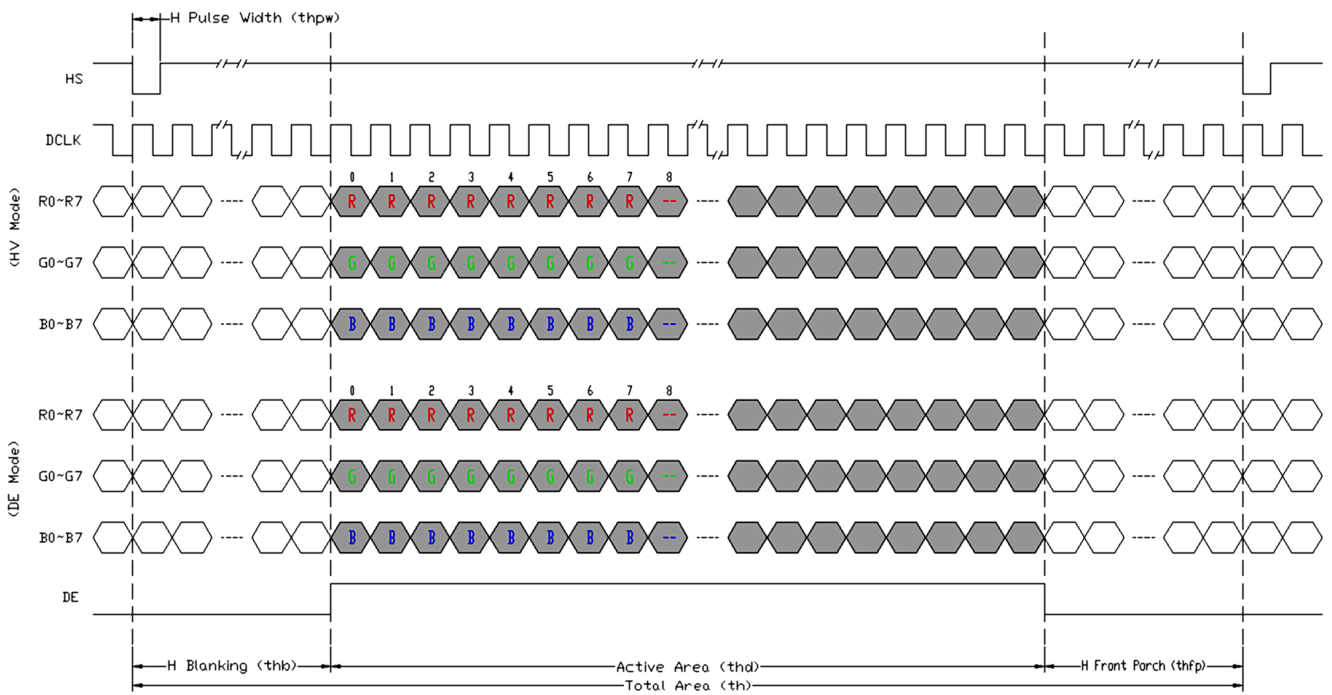 H Pulse Width (thpw)
HS
DCLK
0 1 2 3 4 5 6 7 8
(HV Mode)
R0~R7 R R R R R R R R -- ----
G0~G7 G G G G G G G G -- ----
B0~B7 B B B B B B B B -- ----
0 1 2 3 4 5 6 7 8
(DE Mode)
R0~R7 R R R R R R R R -- ----
G0~G7 G G G G G G G G -- ----
B0~B7 B B B B B B B B -- ----
DE
H Blanking (thb) Active Area (thd) H Front Porch (thfp)
Total Area (th)